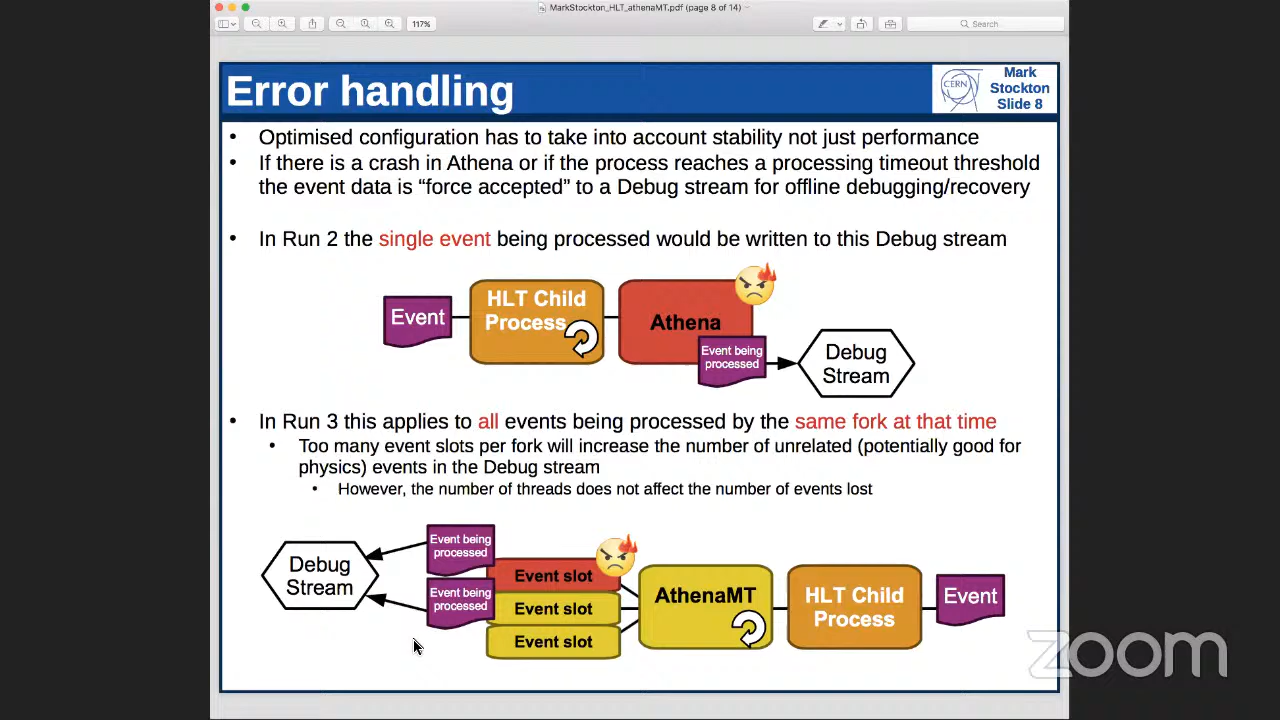 MarkStockton_HLT_athenaMT.pdf (page 8 of 14)
117%
Search
Error handling
CERN
Mark
Stockton
Slide 8
• Optimised configuration has to take into account stability not just performance
• If there is a crash in Athena or if the process reaches a processing timeout threshold
the event data is “force accepted” to a Debug stream for offline debugging/recovery
• In Run 2 the single event being processed would be written to this Debug stream
Event
HLT Child
Process
Athena
Event being
processed
Debug
Stream
• In Run 3 this applies to all events being processed by the same fork at that time
• Too many event slots per fork will increase the number of unrelated (potentially good for
physics) events in the Debug stream
• However, the number of threads does not affect the number of events lost
Debug
Stream
Event being
processed
Event being
processed
Event slot
Event slot
Event slot
AthenaMT
HLT Child
Process
Event
zoom